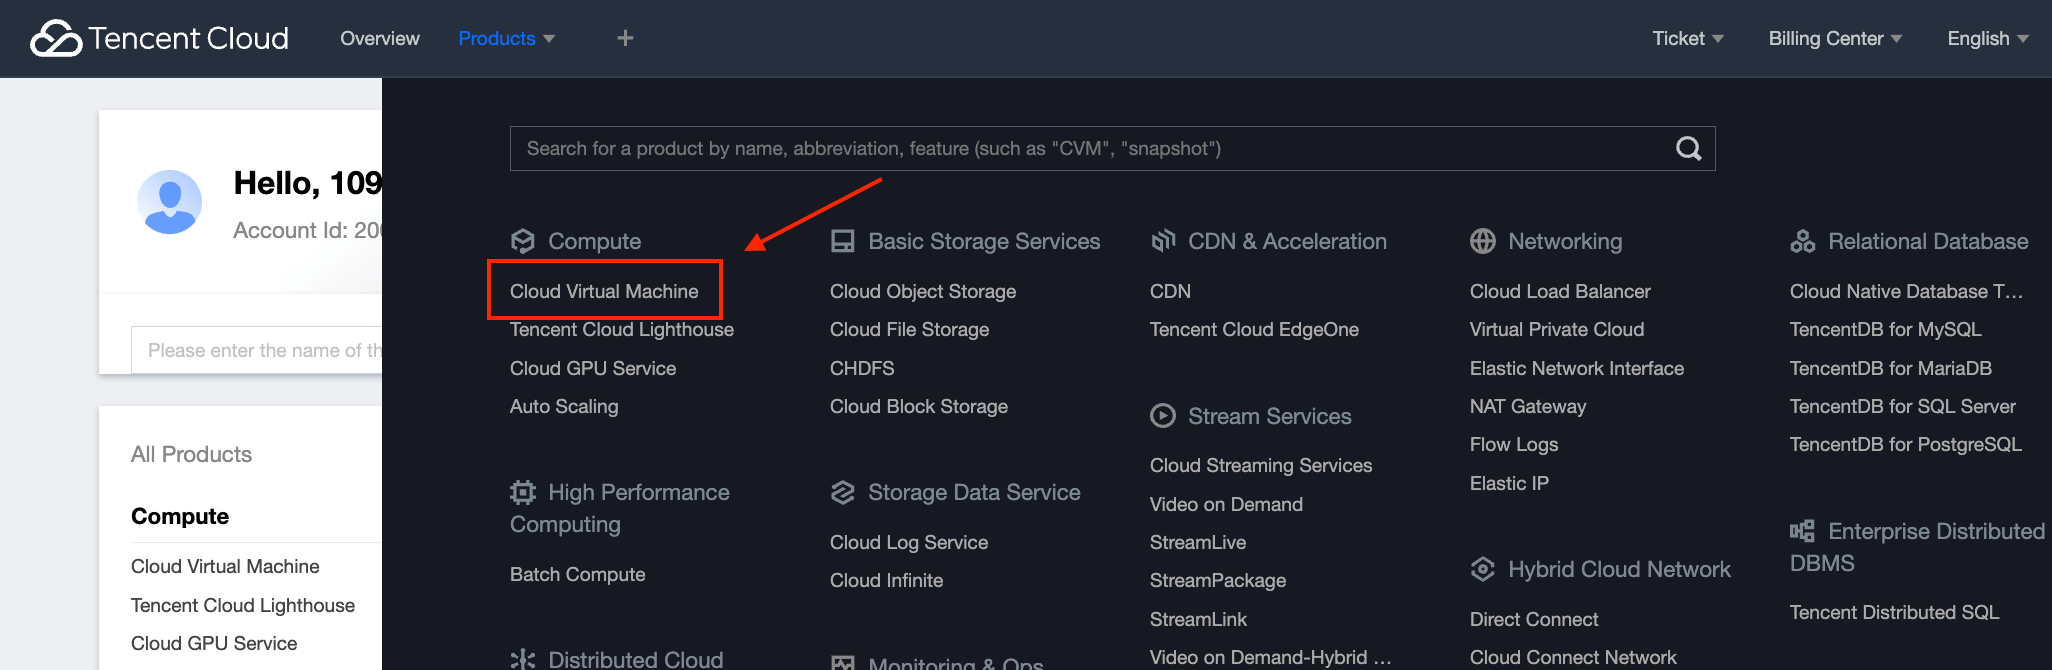 Tencent Cloud
Overview
Products
Ticket
Billing Center
English
Hello, 109
Account Id: 200
Please enter the name of th
All Products
Compute
Cloud Virtual Machine
Tencent Cloud Lighthouse
Cloud GPU Service
Search for a product by name, abbreviation, feature (such as "CVM", "snapshot")
Compute
Cloud Virtual Machine
Tencent Cloud Lighthouse
Cloud GPU Service
Auto Scaling
High Performance
Computing
Batch Compute
Distributed Cloud
Basic Storage Services
Cloud Object Storage
Cloud File Storage
CHDFS
Cloud Block Storage
Storage Data Service
Cloud Log Service
Cloud Infinite
Monitoring & Ops
CDN & Acceleration
CDN
Tencent Cloud EdgeOne
Stream Services
Cloud Streaming Services
Video on Demand
StreamLive
StreamPackage
StreamLink
Video on Demand-Hybrid ...
Networking
Cloud Load Balancer
Virtual Private Cloud
Elastic Network Interface
NAT Gateway
Flow Logs
Elastic IP
Hybrid Cloud Network
Direct Connect
Cloud Connect Network
Relational Database
Cloud Native Database T...
TencentDB for MySQL
TencentDB for MariaDB
TencentDB for SQL Server
TencentDB for PostgreSQL
Enterprise Distributed
DBMS
Tencent Distributed SQL